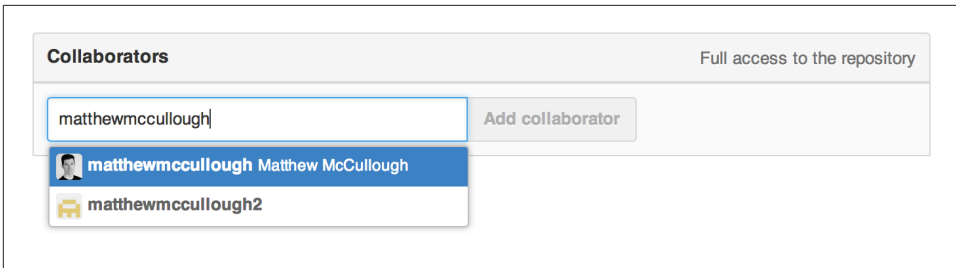 Collaborators
Full access to the repository
matthewmccullough
Add collaborator
matthewmccullough Matthew McCullough
matthewmccullough2